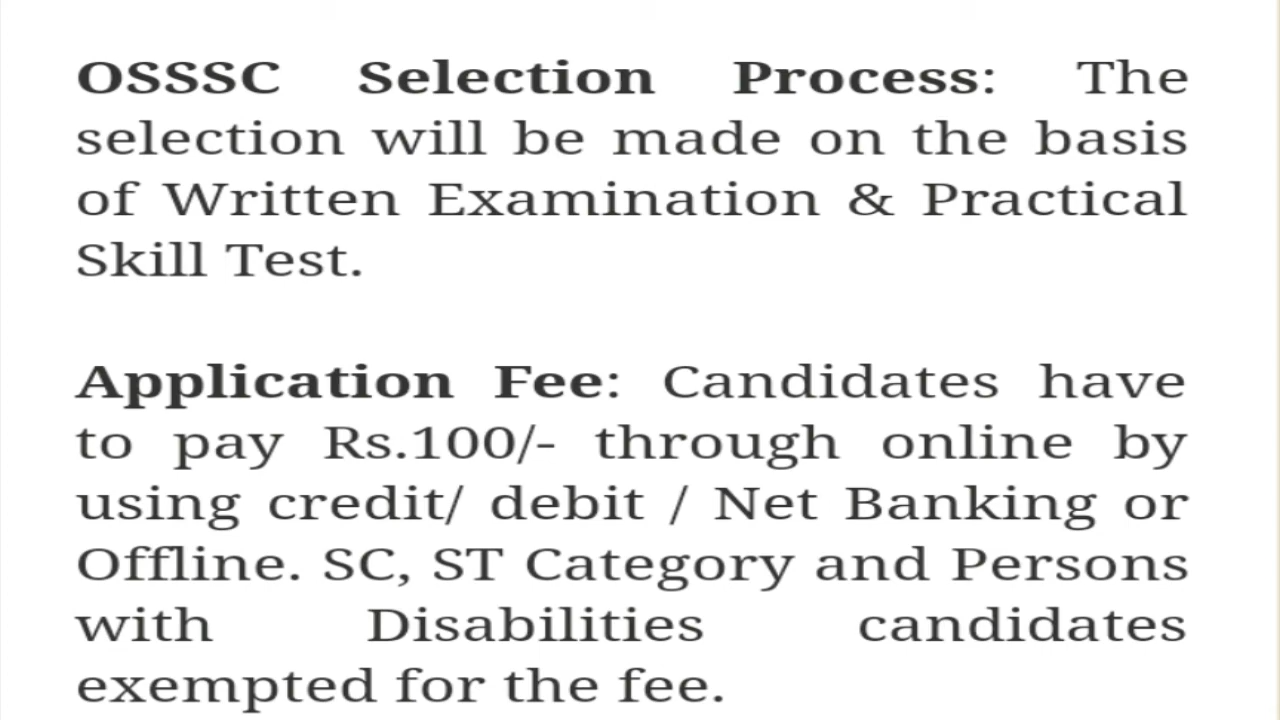 OSSSC Selection Process: The
selection will be made on the basis
of Written Examination & Practical
Skill Test.
Application Fee: Candidates have
to pay Rs.100/- through online by
using credit/ debit / Net Banking or
Offline. SC, ST Category and Persons
with Disabilities candidates
exempted for the fee.